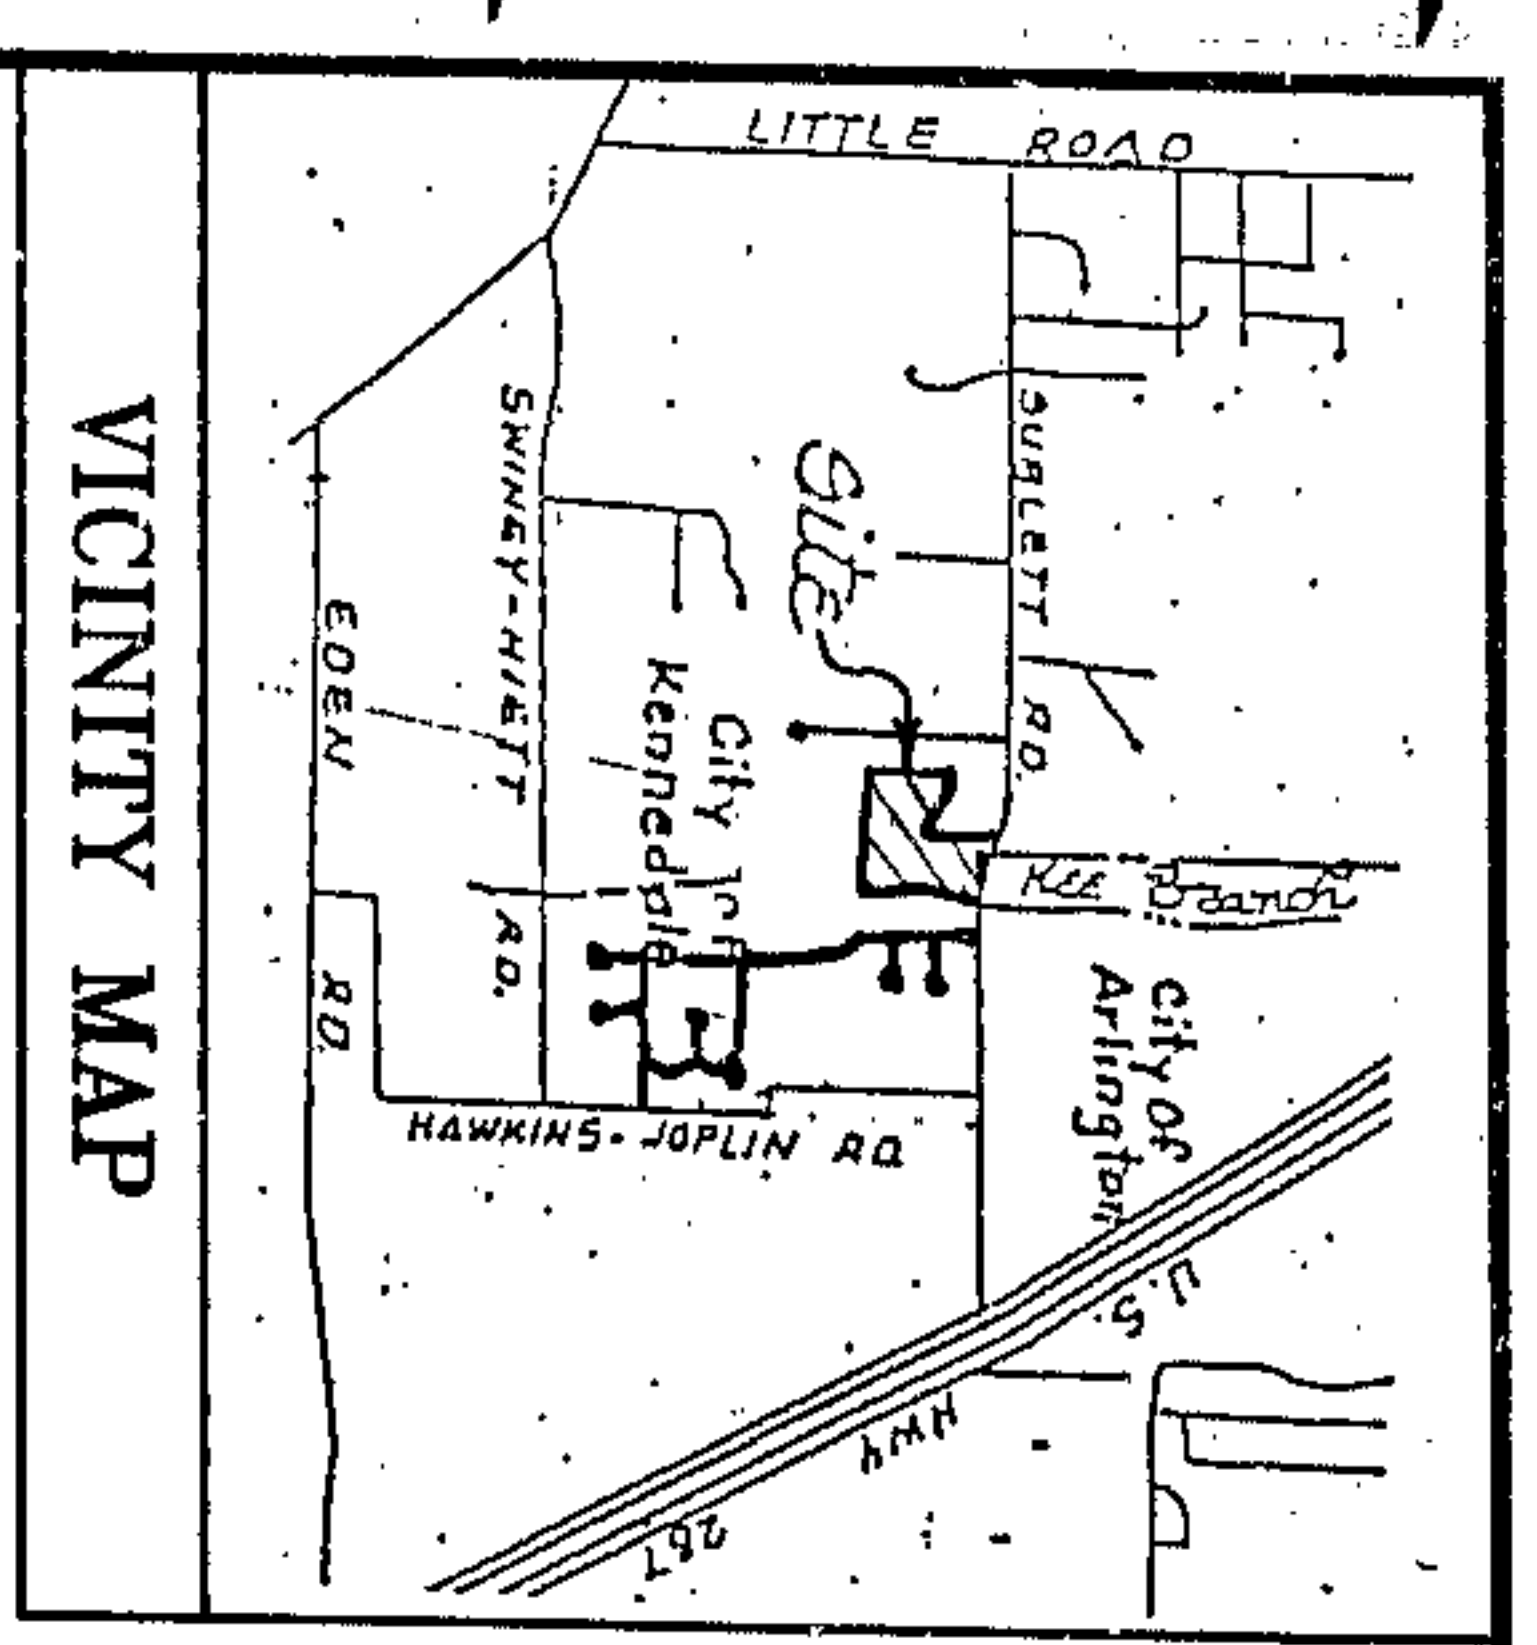 LITTLE ROAD
SUBLETT RD.
Site
KEE Branch
City of
Arlington
City of
Kennedale
SWINEY-HIETT RD.
EDEN RD.
HAWKINS-JOPLIN RD
U.S. HWY 287
VICINITY MAP